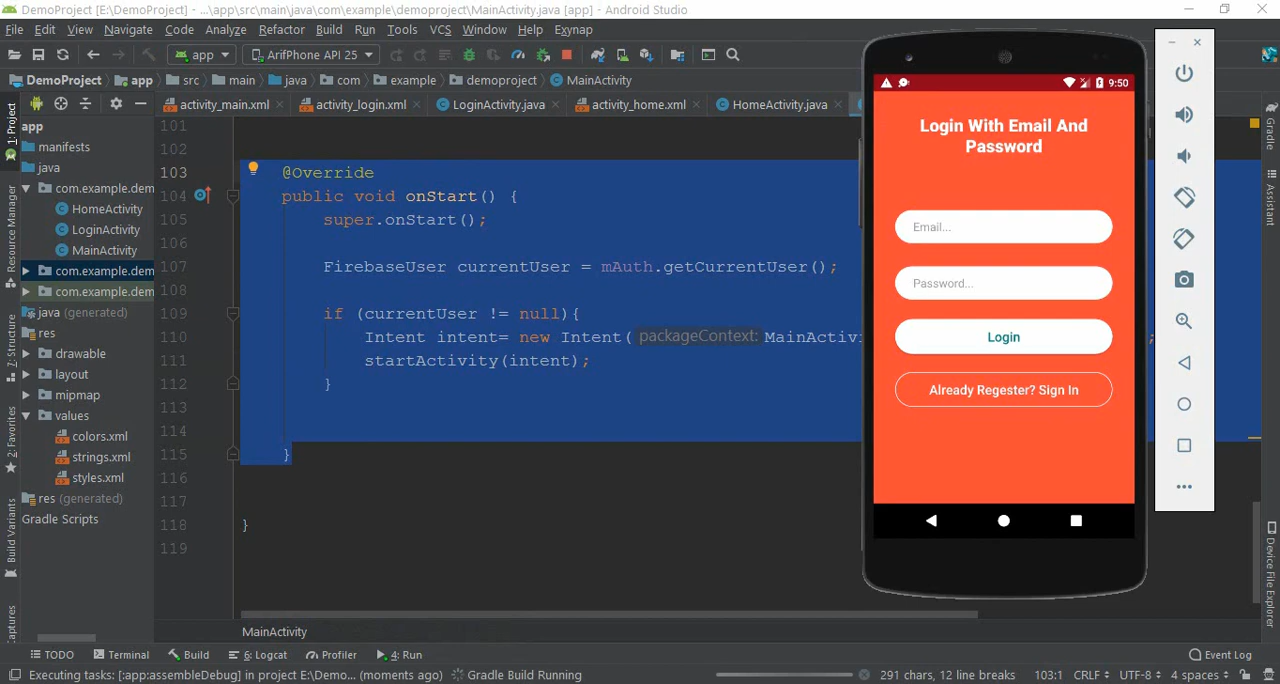 DemoProject [E:\DemoProject] - ...\app\src\main\java\com\example\demoproject\MainActivity.java [app] - Android Studio
File Edit View Navigate Code Analyze Refactor Build Run Tools VCS Window Help Exynap
app ArifPhone API 25
DemoProject app src main java com example demoproject MainActivity
activity_main.xml activity_login.xml LoginActivity.java activity_home.xml HomeActivity.java
1: Project
Resource Manager
Z: Structure
2: Favorites
Build Variants
app
manifests
java
com.example.dem
HomeActivity
LoginActivity
MainActivity
com.example.dem
com.example.dem
java (generated)
res
drawable
layout
mipmap
values
colors.xml
strings.xml
styles.xml
res (generated)
Gradle Scripts
101
102
103 @Override
104 public void onStart() {
105 super.onStart();
106
107 FirebaseUser currentUser = mAuth.getCurrentUser();
108
109 if (currentUser != null){
110 Intent intent= new Intent( packageContext: MainActivi
111 startActivity(intent);
112 }
113
114
115 }
116
117
118 }
119
MainActivity
9:50
Login With Email And
Password
Email...
Password...
Login
Already Regester? Sign In
Gradle
Assistant
Device File Explorer
TODO Terminal Build 6: Logcat Profiler 4: Run Event Log
Executing tasks: [:app:assembleDebug] in project E:\Demo... (moments ago) Gradle Build Running 291 chars, 12 line breaks 103:1 CRLF UTF-8 4 spaces